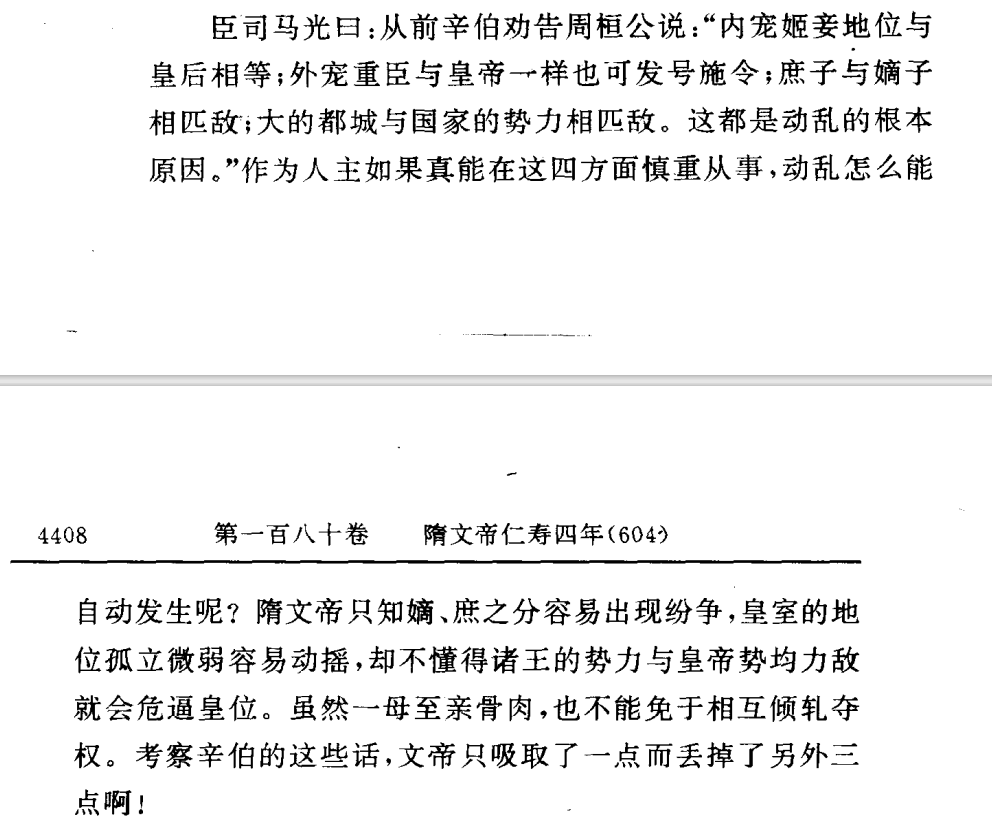 臣司马光曰:从前辛伯劝告周桓公说:“内宠姬妾地位与
皇后相等;外宠重臣与皇帝一样也可发号施令;庶子与嫡子
相匹敌;大的都城与国家的势力相匹敌。这都是动乱的根本
原因。”作为人主如果真能在这四方面慎重从事,动乱怎么能
4408 第一百八十卷 隋文帝仁寿四年(604)
自动发生呢?隋文帝只知嫡、庶之分容易出现纷争,皇室的地
位孤立微弱容易动摇,却不懂得诸王的势力与皇帝势均力敌
就会危逼皇位。虽然一母至亲骨肉,也不能免于相互倾轧夺
权。考察辛伯的这些话,文帝只吸取了一点而丢掉了另外三
点啊!